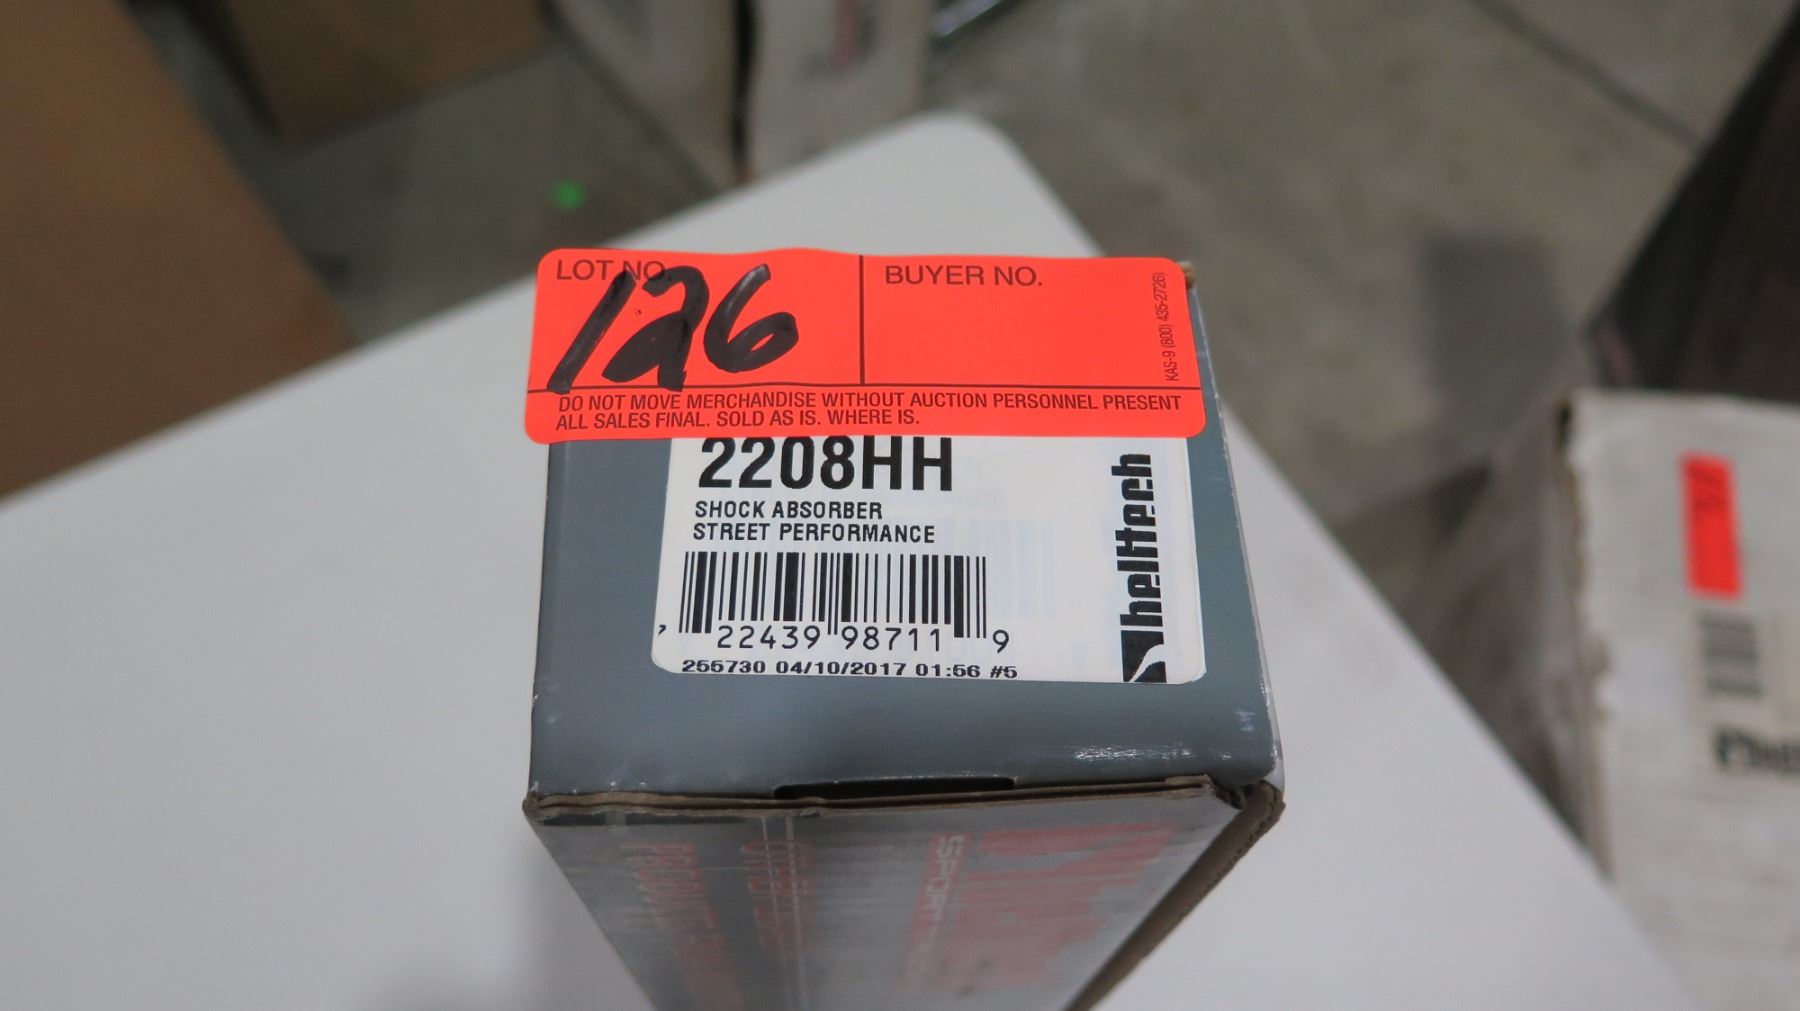 LOT NO.
126
BUYER NO.
KAS-9 (800) 435-2726)
DO NOT MOVE MERCHANDISE WITHOUT AUCTION PERSONNEL PRESENT
ALL SALES FINAL. SOLD AS IS. WHERE IS.
2208HH
SHOCK ABSORBER
STREET PERFORMANCE
belltech
7 22439 98711 9
255730 04/10/2017 01:56 #5
SPORT